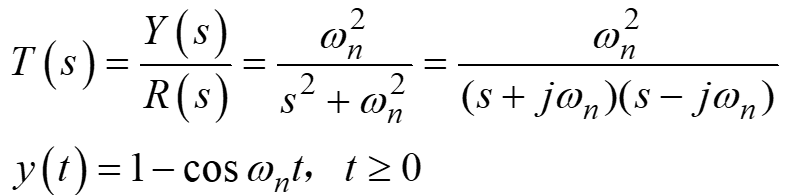 T(s) = Y(s)/R(s) = ω_n^2/(s^2 + ω_n^2) = ω_n^2/((s + jω_n)(s − jω_n))
y(t) = 1 − cos ω_n t，t ≥ 0